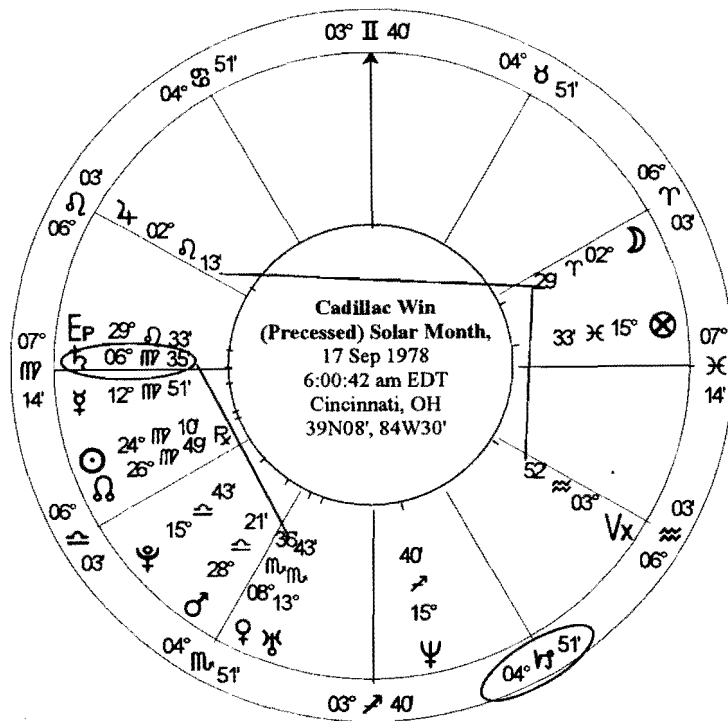 03° ♊ 40'
04° ♉ 51'
06° ♈ 03'
07° ♓ 14'
06° ♒ 03'
04° ♑ 51'
03° ♐ 40'
04° ♏ 51'
06° ♎ 03'
07° ♍ 14'
06° ♌ 03'
04° ♋ 51'
♃ 02° ♌ 13'
29' ♈ 02° ☽
33' ♓ 15° ⊗
52' ♒ 03° Vx
Ep 29° ♌ 33'
♄ 06° ♍ 35'
☿ 12° ♍ 51'
☉ 24° ♍ 10'
☊ 26° ♍ 49' ℞
♇ 15° ♎ 43'
♂ 28° ♎ 21'
♀ 08° ♏ 36'
♅ 13° ♏ 43'
♆ 15° ♐ 40'
Cadillac Win
(Precessed) Solar Month,
17 Sep 1978
6:00:42 am EDT
Cincinnati, OH
39N08', 84W30'